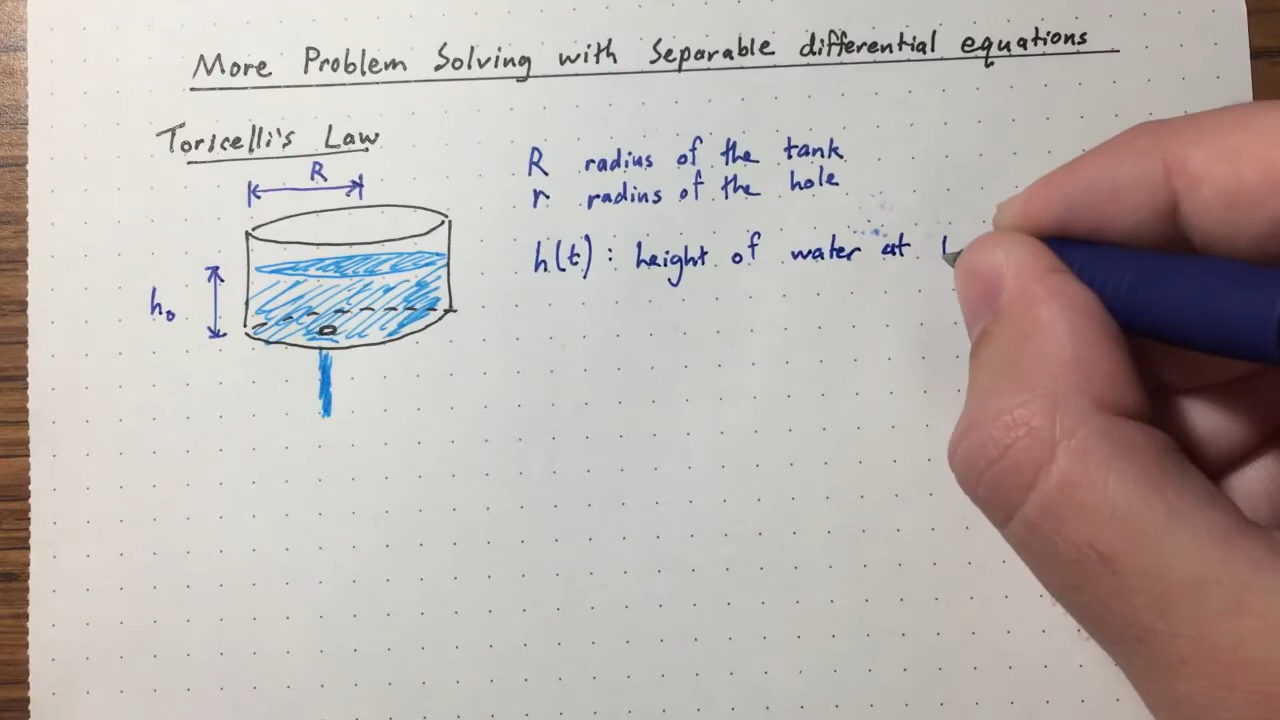 More Problem Solving with Separable differential equations
Toricelli's Law
R
h₀
R radius of the tank
r radius of the hole
h(t) : height of water at